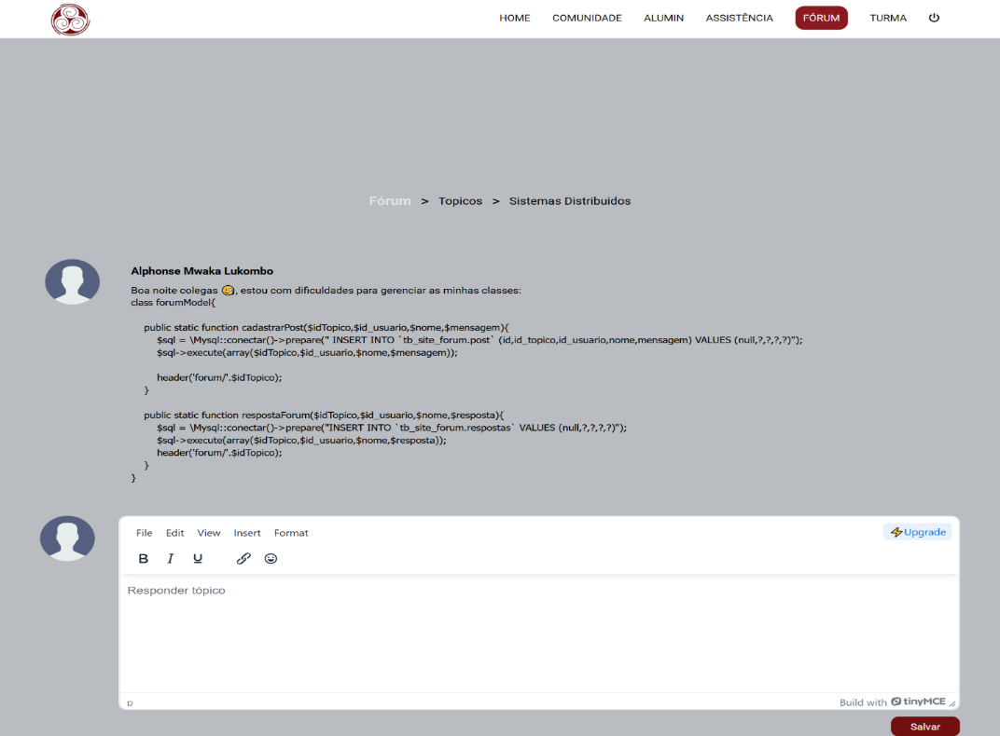 HOME COMUNIDADE ALUMIN ASSISTÊNCIA FÓRUM TURMA
Fórum > Topicos > Sistemas Distribuidos
Alphonse Mwaka Lukombo
Boa noite colegas 🤓, estou com dificuldades para gerenciar as minhas classes:
class forumModel{
public static function cadastrarPost($idTopico,$id_usuario,$nome,$mensagem){
$sql = \Mysql::conectar()->prepare(" INSERT INTO `tb_site_forum.post` (id,id_topico,id_usuario,nome,mensagem) VALUES (null,?,?,?,?)");
$sql->execute(array($idTopico,$id_usuario,$nome,$mensagem));
header('forum/'.$idTopico);
}
public static function respostaForum($idTopico,$id_usuario,$nome,$resposta){
$sql = \Mysql::conectar()->prepare("INSERT INTO `tb_site_forum.respostas` VALUES (null,?,?,?,?)");
$sql->execute(array($idTopico,$id_usuario,$nome,$resposta));
header('forum/'.$idTopico);
}
}
File Edit View Insert Format ⚡Upgrade
B I U
Responder tópico
p Build with tinyMCE
Salvar